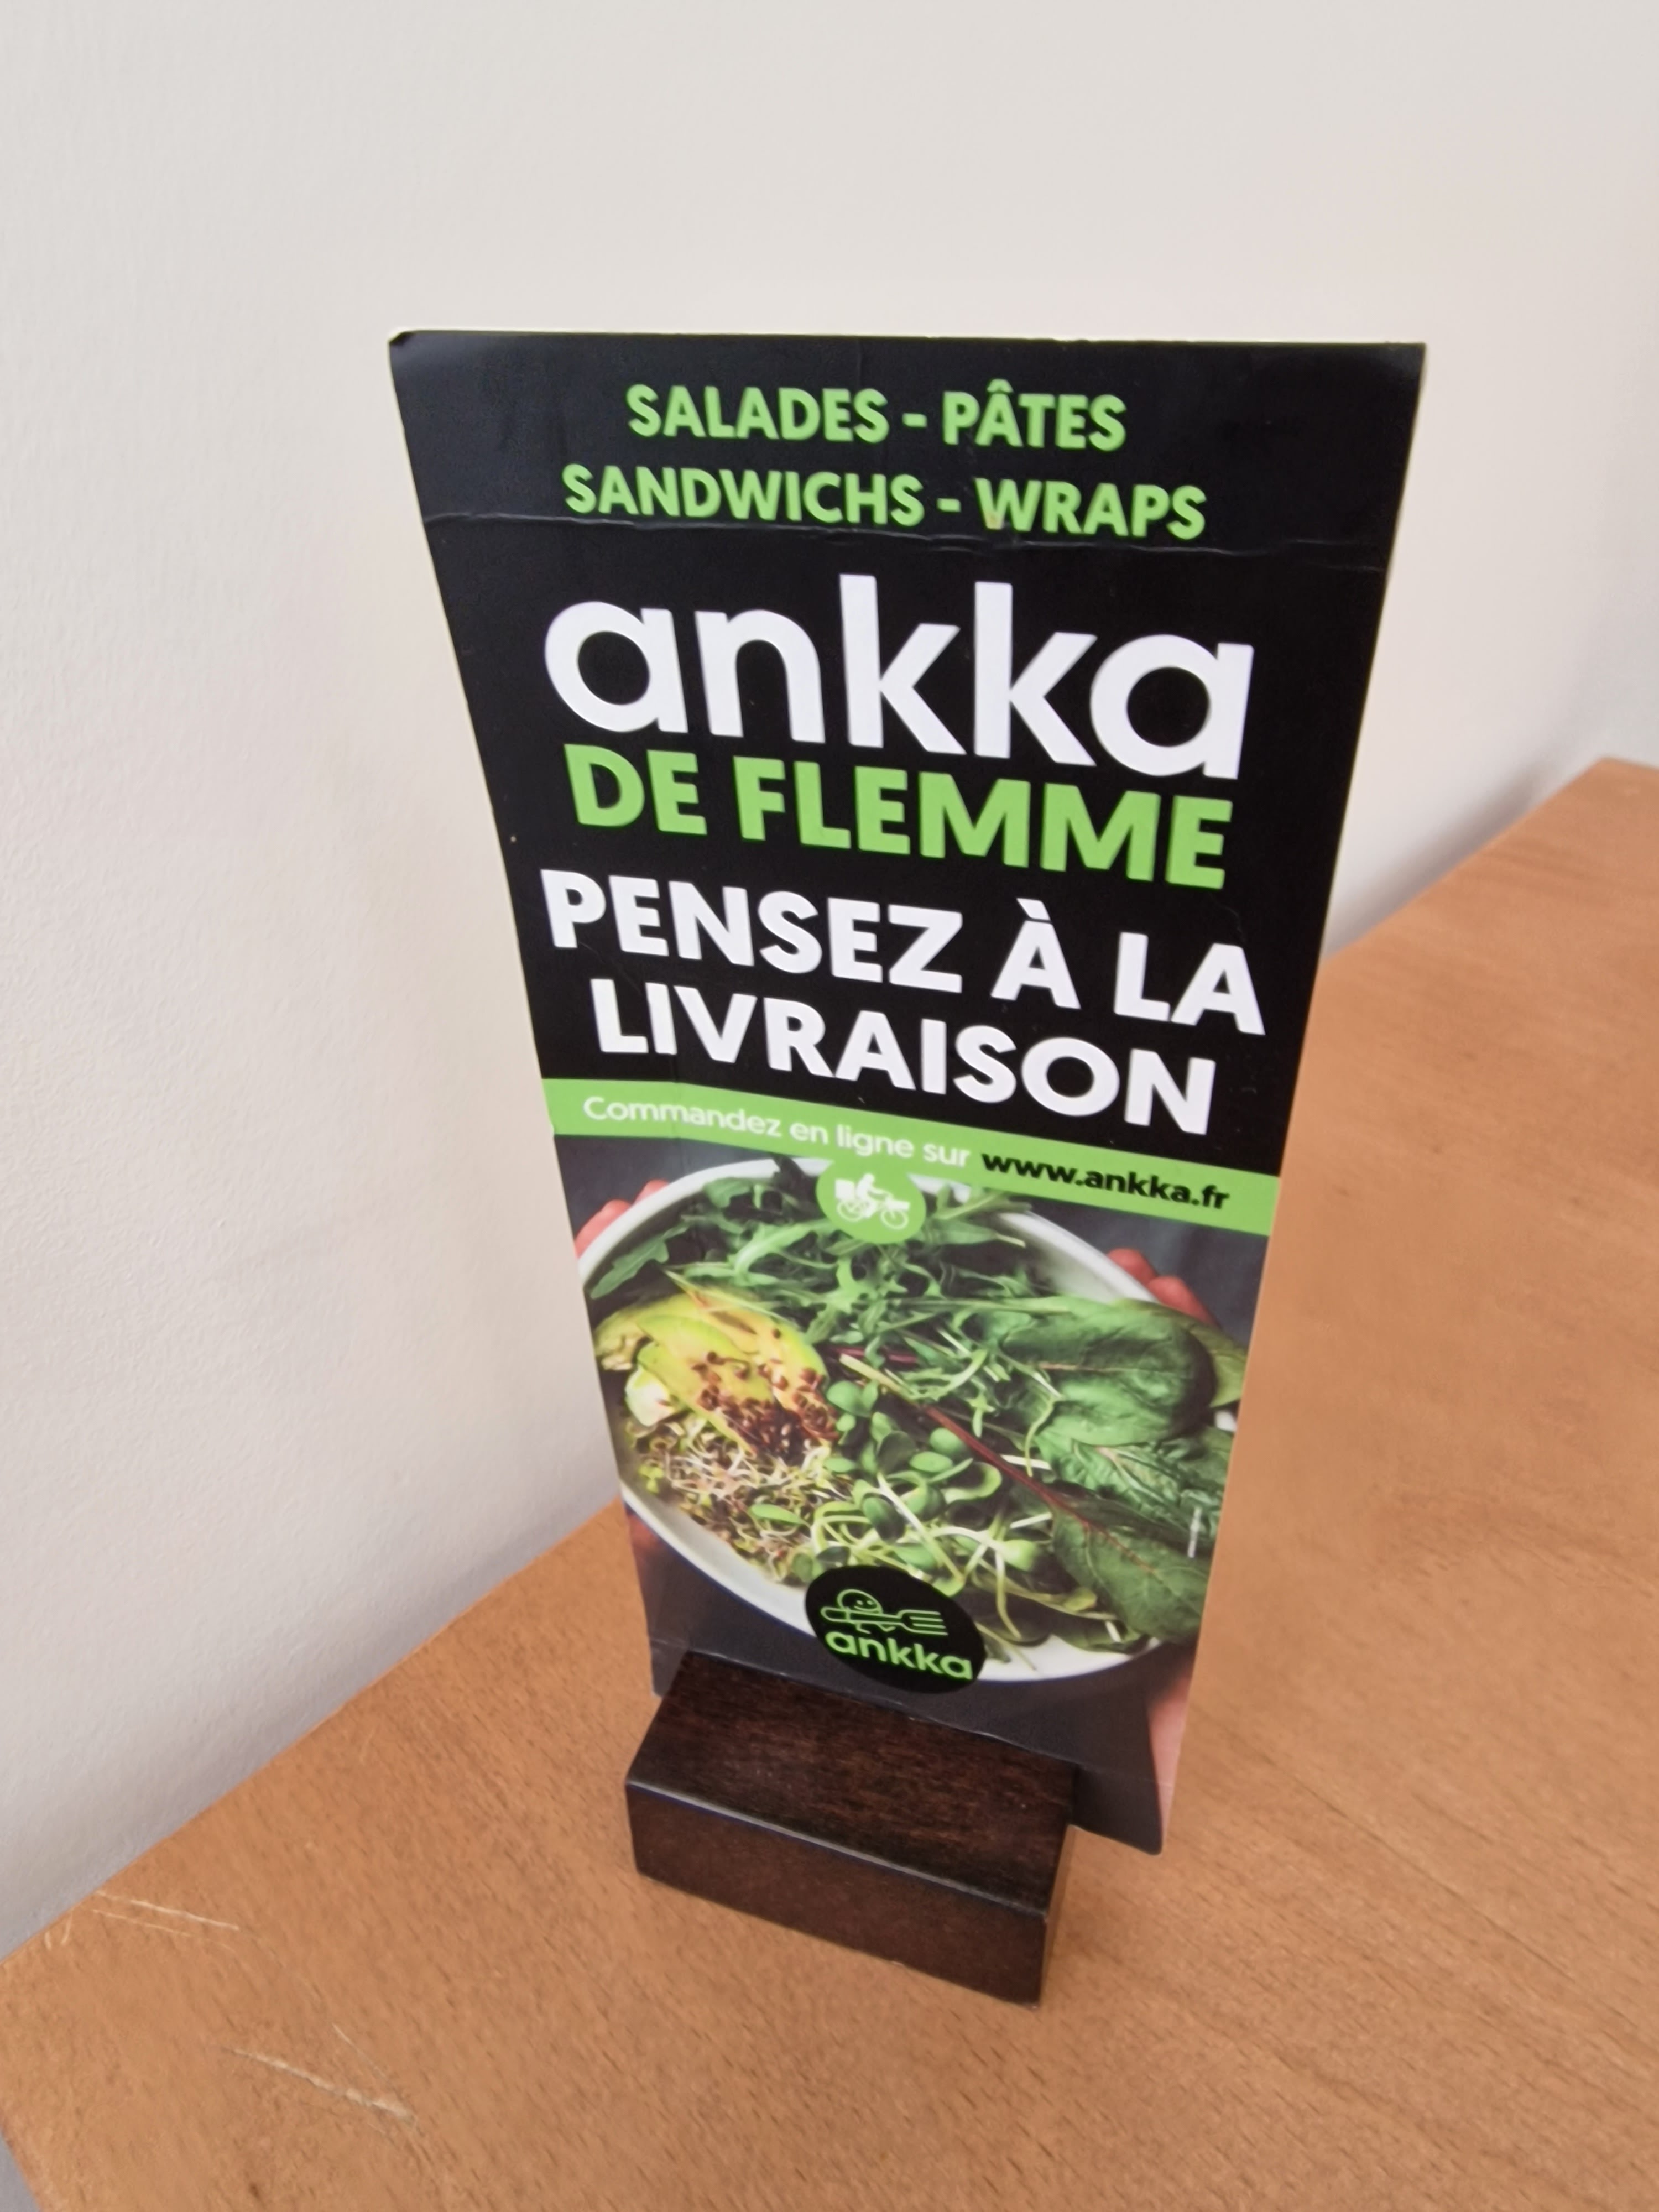 SALADES - PÂTES
SANDWICHS - WRAPS
ankka
DE FLEMME
PENSEZ À LA
LIVRAISON
Commandez en ligne sur www.ankka.fr
ankka